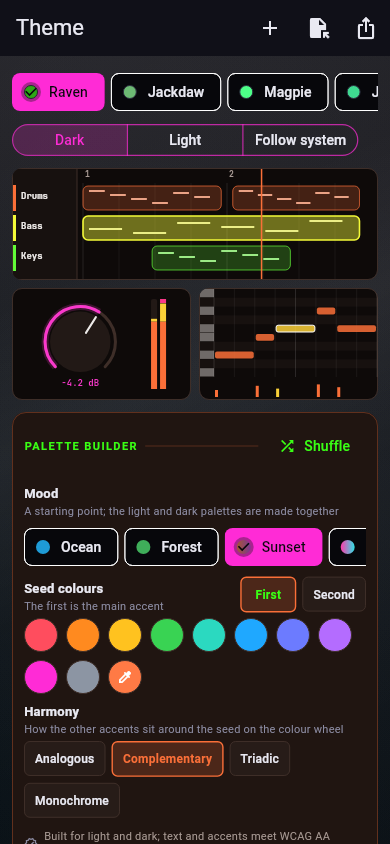 Theme
Raven
Jackdaw
Magpie
J
Dark
Light
Follow system
1
2
Drums
Bass
Keys
-4.2 dB
PALETTE BUILDER
Shuffle
Mood
A starting point; the light and dark palettes are made together
Ocean
Forest
Sunset
Seed colours
The first is the main accent
First
Second
Harmony
How the other accents sit around the seed on the colour wheel
Analogous
Complementary
Triadic
Monochrome
Built for light and dark; text and accents meet WCAG AA